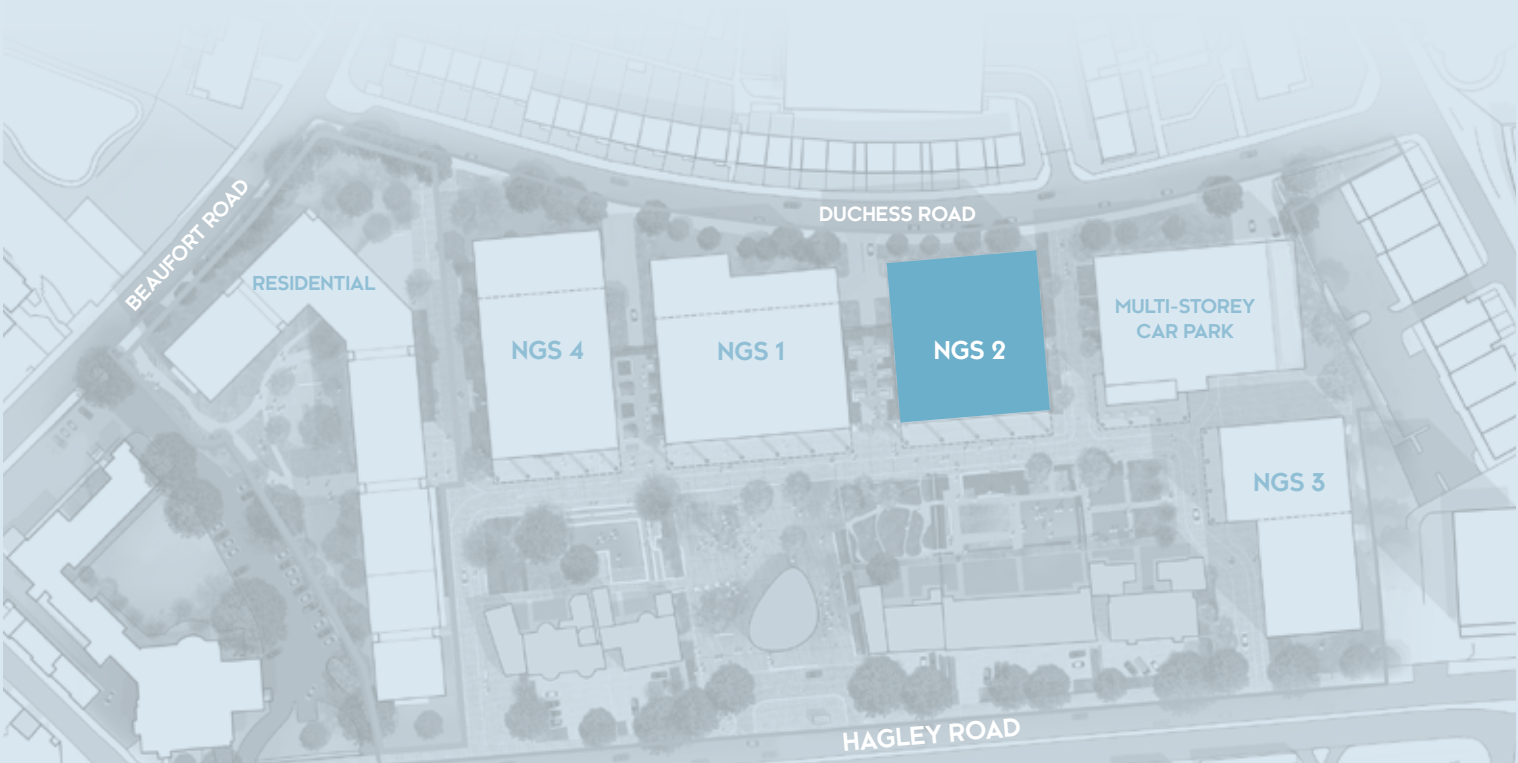 DUCHESS ROAD
BEAUFORT ROAD
RESIDENTIAL
MULTI-STOREY
CAR PARK
NGS 4
NGS 1
NGS 2
NGS 3
HAGLEY ROAD